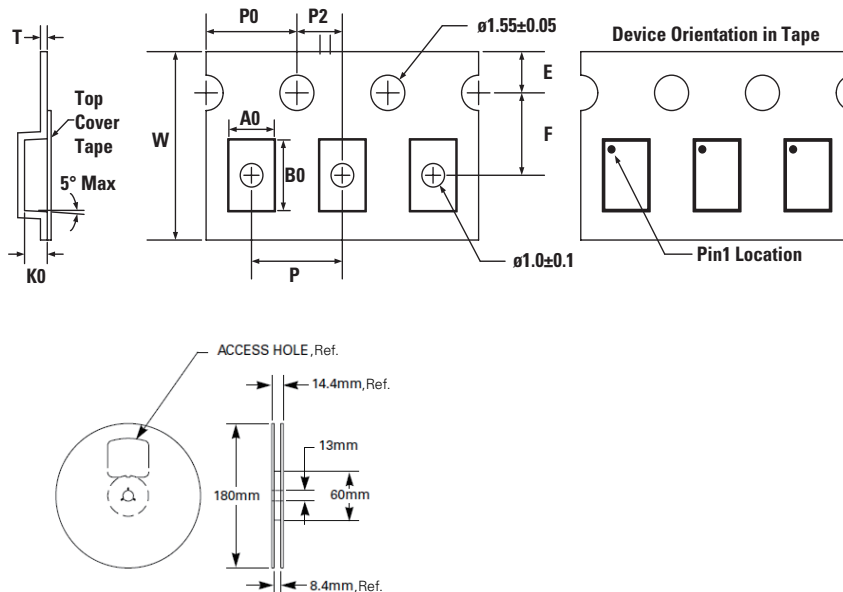 P0
P2
ø1.55±0.05
Device Orientation in Tape
T
E
Top
Cover
Tape
W
A0
F
B0
5° Max
K0
P
ø1.0±0.1
Pin1 Location
ACCESS HOLE, Ref.
14.4mm, Ref.
13mm
180mm
60mm
8.4mm, Ref.